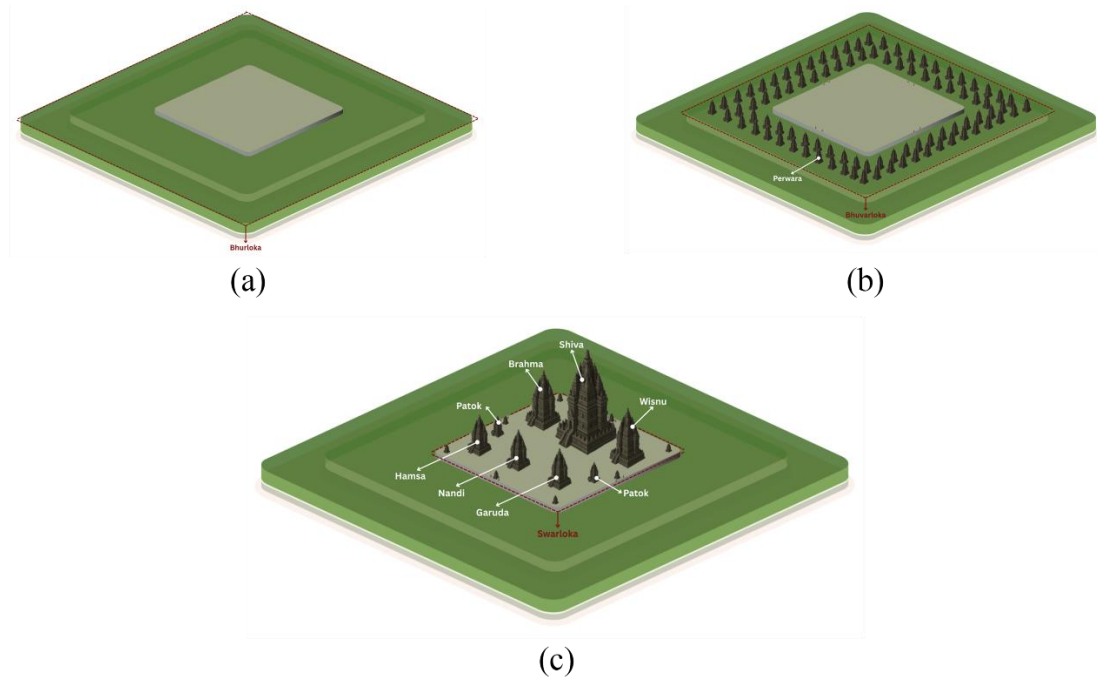 Bhurloka
(a)
Perwara
Bhuvarloka
(b)
Shiva
Brahma
Wisnu
Patok
Hamsa
Nandi
Garuda
Patok
Swarloka
(c)